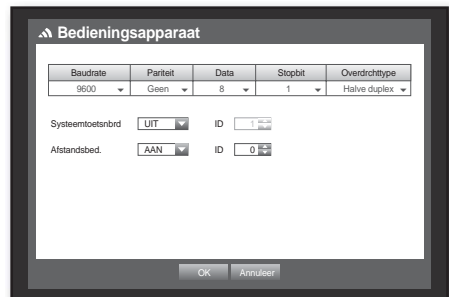 Bedieningsapparaat
Baudrate Pariteit Data Stopbit Overdrchttype
9600 Geen 8 1 Halve duplex
Systeemtoetsnbrd UIT ID 1
Afstandsbed. AAN ID 0
OK Annuleer